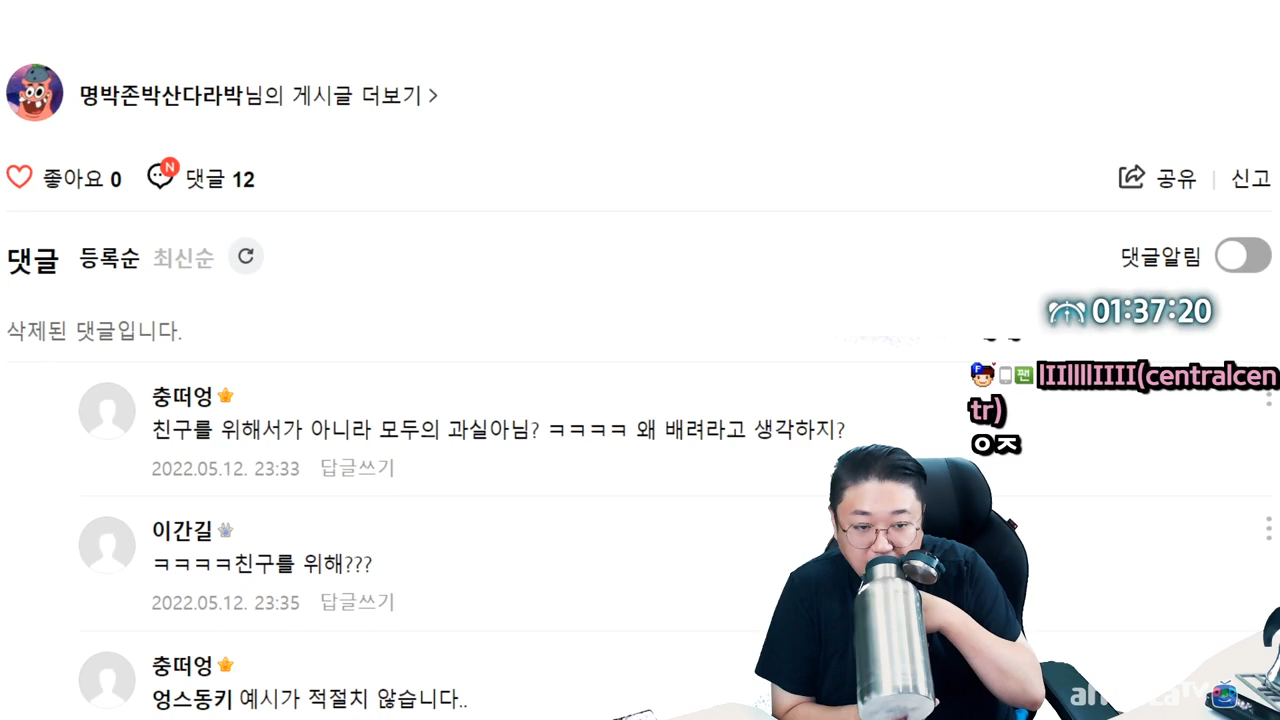 명박존박산다라박님의 게시글 더보기 >
좋아요 0 댓글 12 공유 신고
N
댓글 등록순 최신순 댓글알림
01:37:20
삭제된 댓글입니다.
충떠엉
친구를 위해서가 아니라 모두의 과실아님? ㅋㅋㅋㅋ 왜 배려라고 생각하지?
2022.05.12. 23:33 답글쓰기
이간길
ㅋㅋㅋㅋ친구를 위해???
2022.05.12. 23:35 답글쓰기
충떠엉
엉스동키 예시가 적절치 않습니다..
F 팬 lIIlllIIII(centralcen
tr)
ㅇㅈ